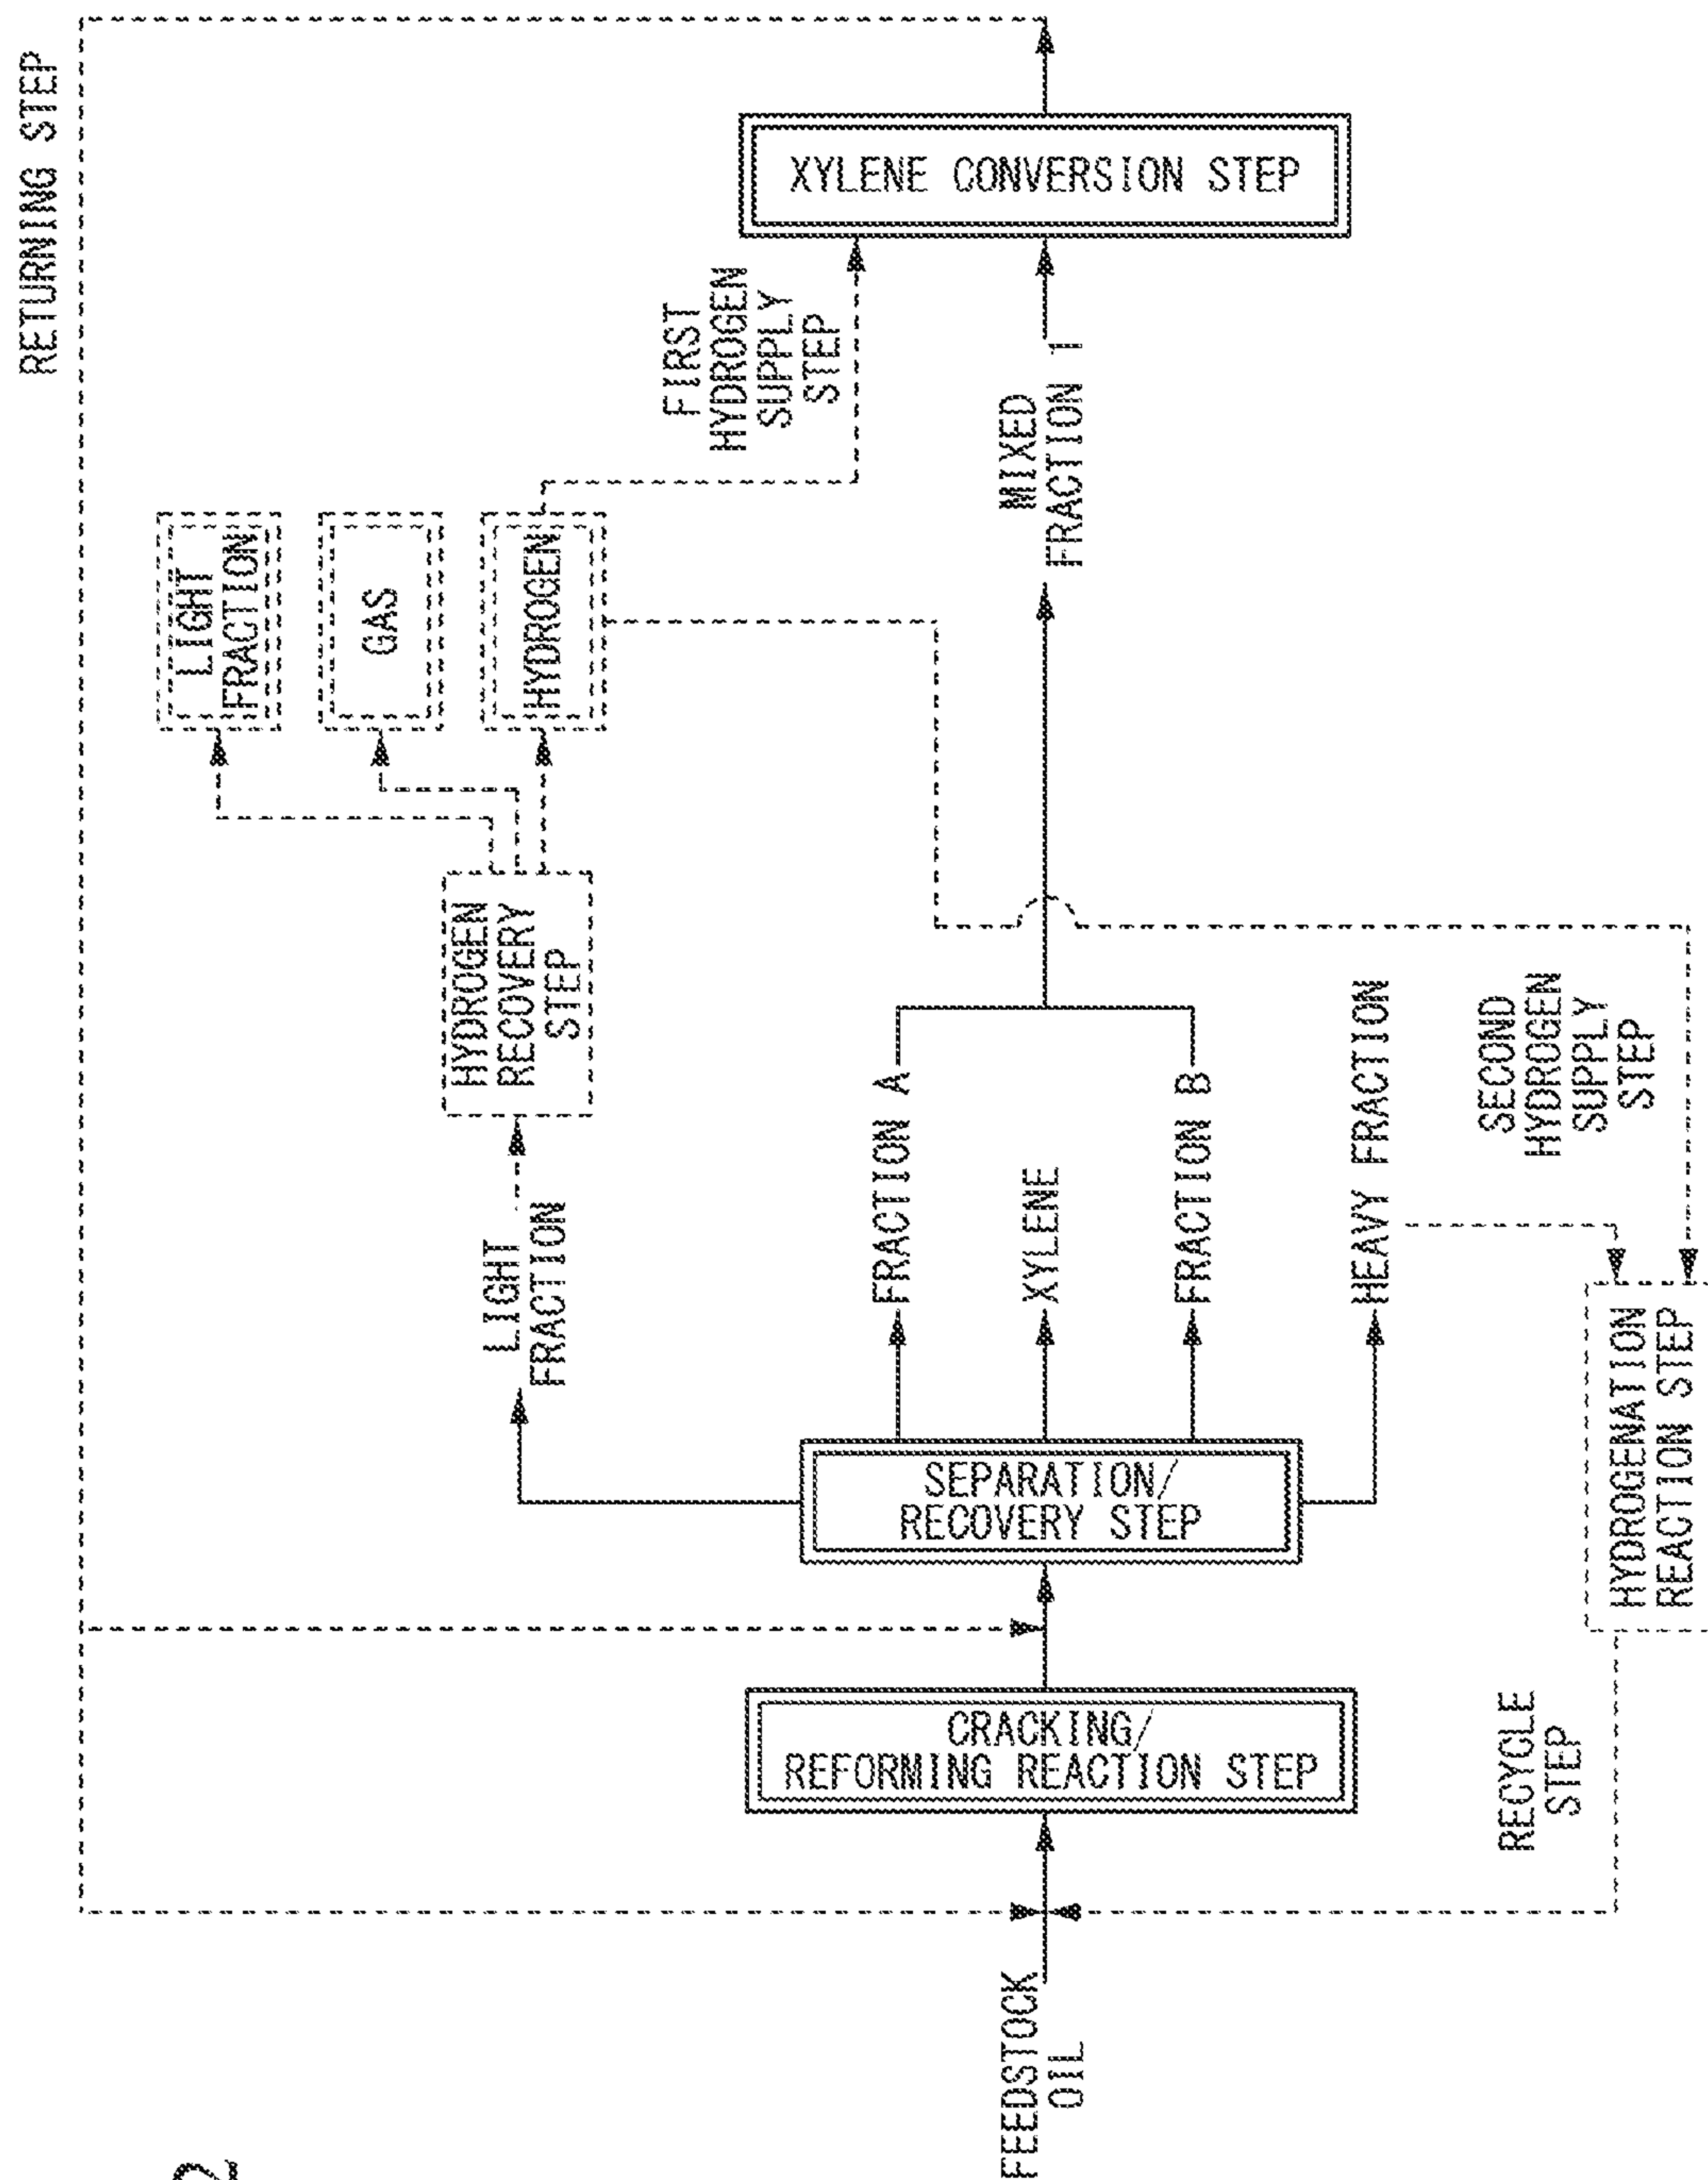 RETURNING STEP
LIGHT
FRACTION
GAS
HYDROGEN
HYDROGEN
RECOVERY
STEP
LIGHT
FRACTION
FIRST
HYDROGEN
SUPPLY
STEP
XYLENE CONVERSION STEP
MIXED
FRACTION 1
FRACTION A
XYLENE
FRACTION B
HEAVY FRACTION
SEPARATION/
RECOVERY STEP
CRACKING/
REFORMING REACTION STEP
FEEDSTOCK
OIL
SECOND
HYDROGEN
SUPPLY
STEP
HYDROGENATION
REACTION STEP
RECYCLE
STEP
2